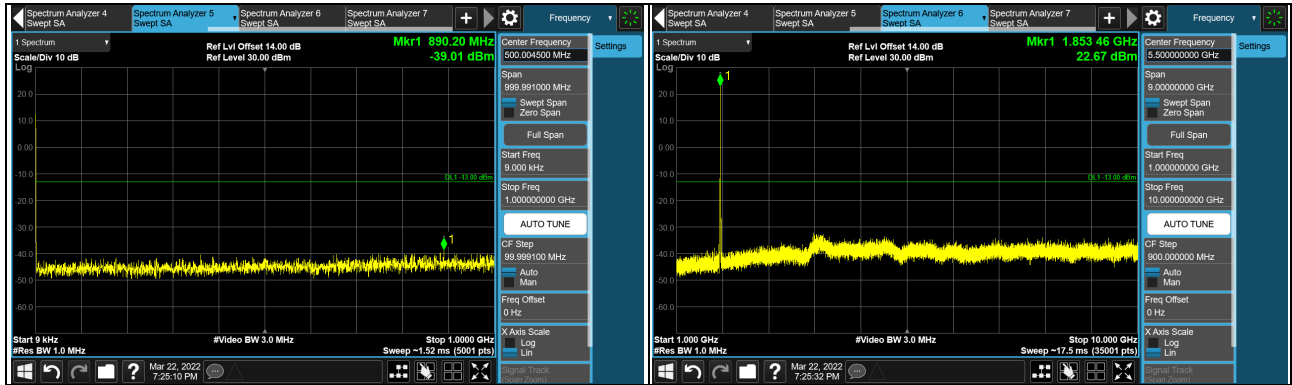 Spectrum Analyzer 4
Swept SA
Spectrum Analyzer 5
Swept SA
Spectrum Analyzer 6
Swept SA
Spectrum Analyzer 7
Swept SA
+
Frequency
1 Spectrum
Scale/Div 10 dB
Log
Ref Lvl Offset 14.00 dB
Ref Level 30.00 dBm
Mkr1 890.20 MHz
-39.01 dBm
20.0
10.0
0.00
-10.0
-20.0
-30.0
-40.0
-50.0
-60.0
DL1 -13.00 dBm
1
Start 9 kHz
#Res BW 1.0 MHz
#Video BW 3.0 MHz
Stop 1.0000 GHz
Sweep ~1.52 ms (5001 pts)
Center Frequency
500.004500 MHz
Settings
Span
999.991000 MHz
Swept Span
Zero Span
Full Span
Start Freq
9.000 kHz
Stop Freq
1.000000000 GHz
AUTO TUNE
CF Step
99.999100 MHz
Auto
Man
Freq Offset
0 Hz
X Axis Scale
Log
Lin
Signal Track
(Span Zoom)
?
Mar 22, 2022
7:25:10 PM
Spectrum Analyzer 4
Swept SA
Spectrum Analyzer 5
Swept SA
Spectrum Analyzer 6
Swept SA
Spectrum Analyzer 7
Swept SA
+
Frequency
1 Spectrum
Scale/Div 10 dB
Log
Ref Lvl Offset 14.00 dB
Ref Level 30.00 dBm
Mkr1 1.853 46 GHz
22.67 dBm
1
20.0
10.0
0.00
-10.0
-20.0
-30.0
-40.0
-50.0
-60.0
DL1 -13.00 dBm
Start 1.000 GHz
#Res BW 1.0 MHz
#Video BW 3.0 MHz
Stop 10.000 GHz
Sweep ~17.5 ms (35001 pts)
Center Frequency
5.500000000 GHz
Settings
Span
9.00000000 GHz
Swept Span
Zero Span
Full Span
Start Freq
1.000000000 GHz
Stop Freq
10.000000000 GHz
AUTO TUNE
CF Step
900.000000 MHz
Auto
Man
Freq Offset
0 Hz
X Axis Scale
Log
Lin
Signal Track
(Span Zoom)
?
Mar 22, 2022
7:25:32 PM